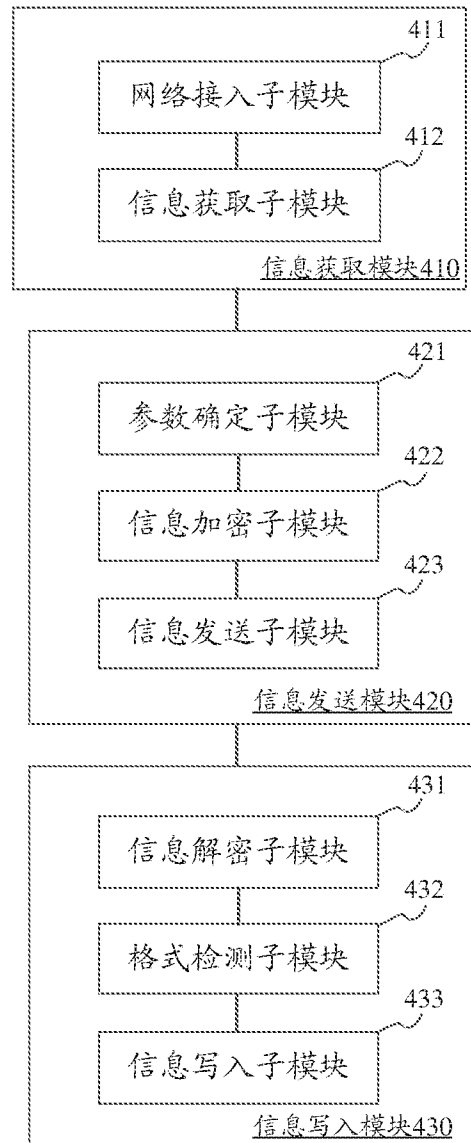 411
网络接入子模块
412
信息获取子模块
信息获取模块410
421
参数确定子模块
422
信息加密子模块
423
信息发送子模块
信息发送模块420
431
信息解密子模块
432
格式检测子模块
433
信息写入子模块
信息写入模块430